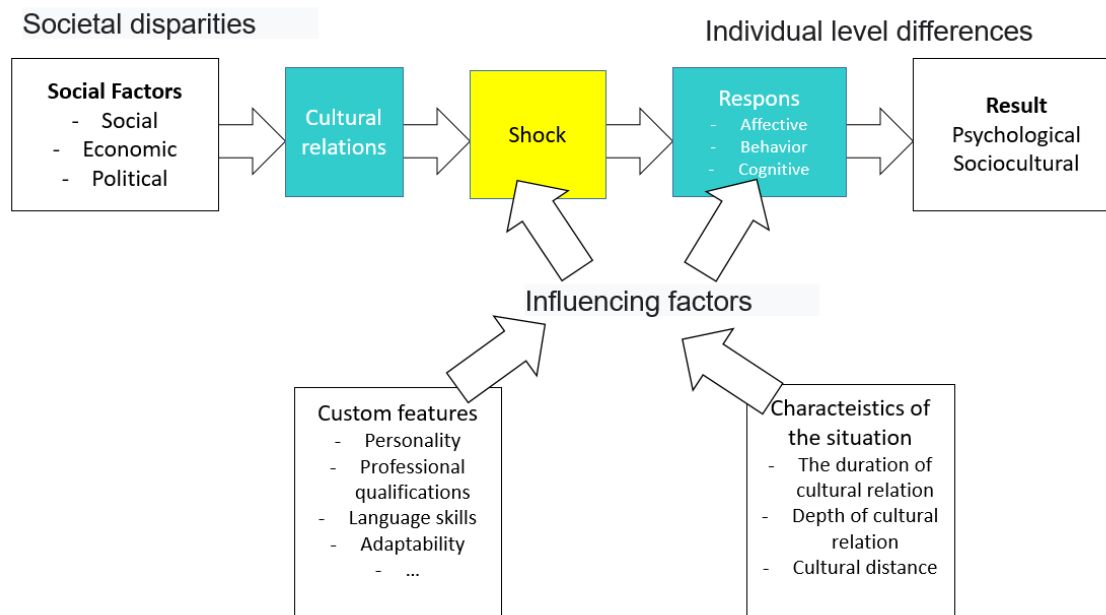 Societal disparities
Individual level differences
Social Factors
- Social
- Economic
- Political
Cultural
relations
Shock
Respons
- Affective
- Behavior
- Cognitive
Result
Psychological
Sociocultural
Influencing factors
Custom features
- Personality
- Professional
qualifications
- Language skills
- Adaptability
- ...
Characteistics of
the situation
- The duration of
cultural relation
- Depth of cultural
relation
- Cultural distance